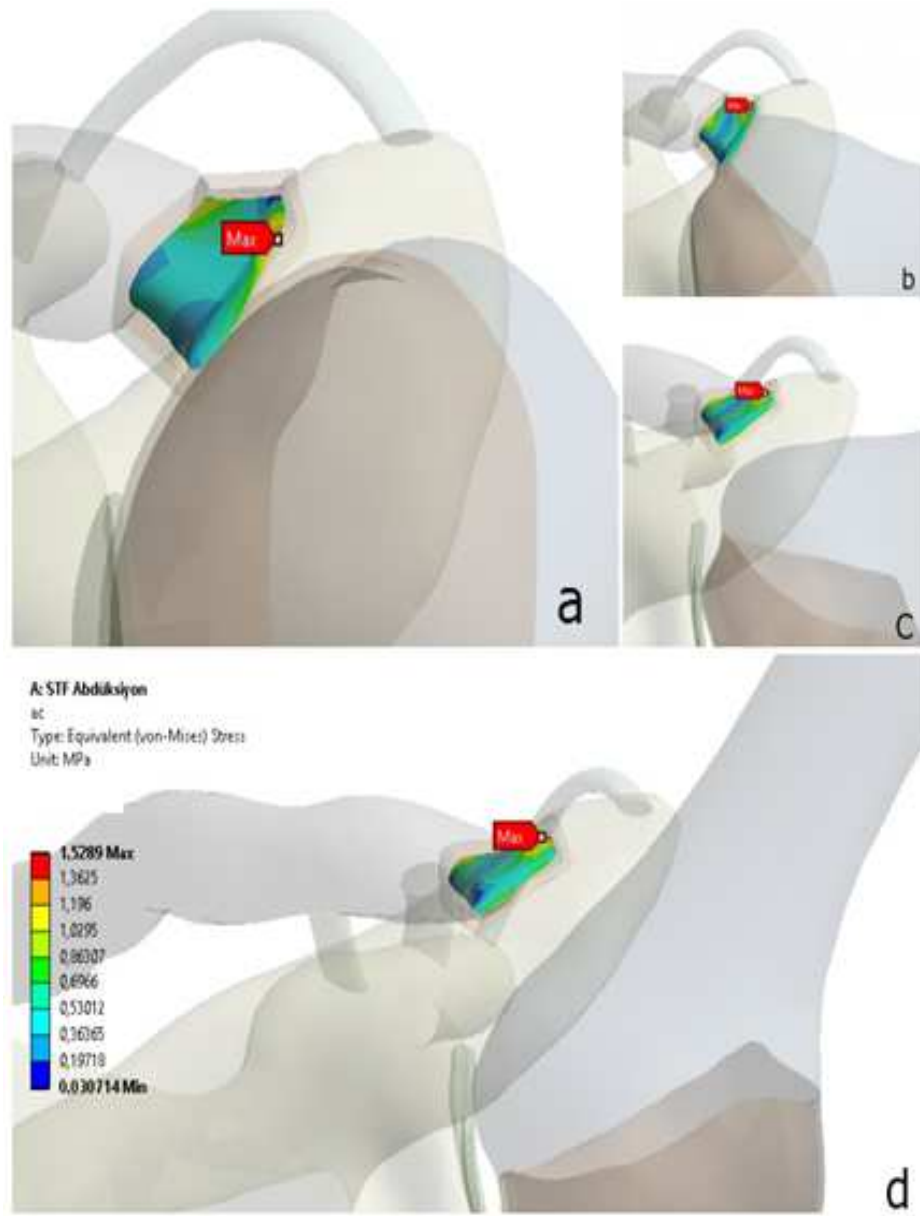 Max
a
Max
b
Max
c
A: STF Abdüksiyon
ac
Type: Equivalent (von-Mises) Stress
Unit: MPa
Max
1,5289 Max
1,3625
1,196
1,0295
0,86307
0,6966
0,53012
0,36365
0,19718
0,030714 Min
d